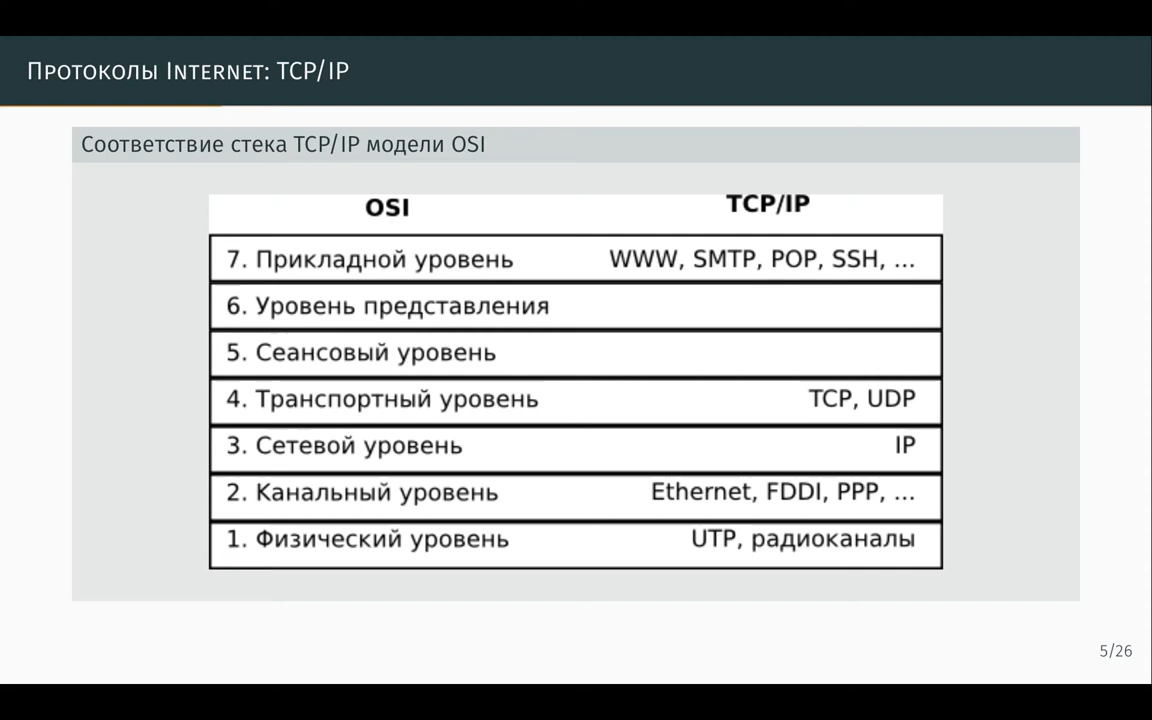 Протоколы Internet: TCP/IP
Соответствие стека TCP/IP модели OSI
OSI TCP/IP
7. Прикладной уровень WWW, SMTP, POP, SSH, ...
6. Уровень представления
5. Сеансовый уровень
4. Транспортный уровень TCP, UDP
3. Сетевой уровень IP
2. Канальный уровень Ethernet, FDDI, PPP, ...
1. Физический уровень UTP, радиоканалы
5/26